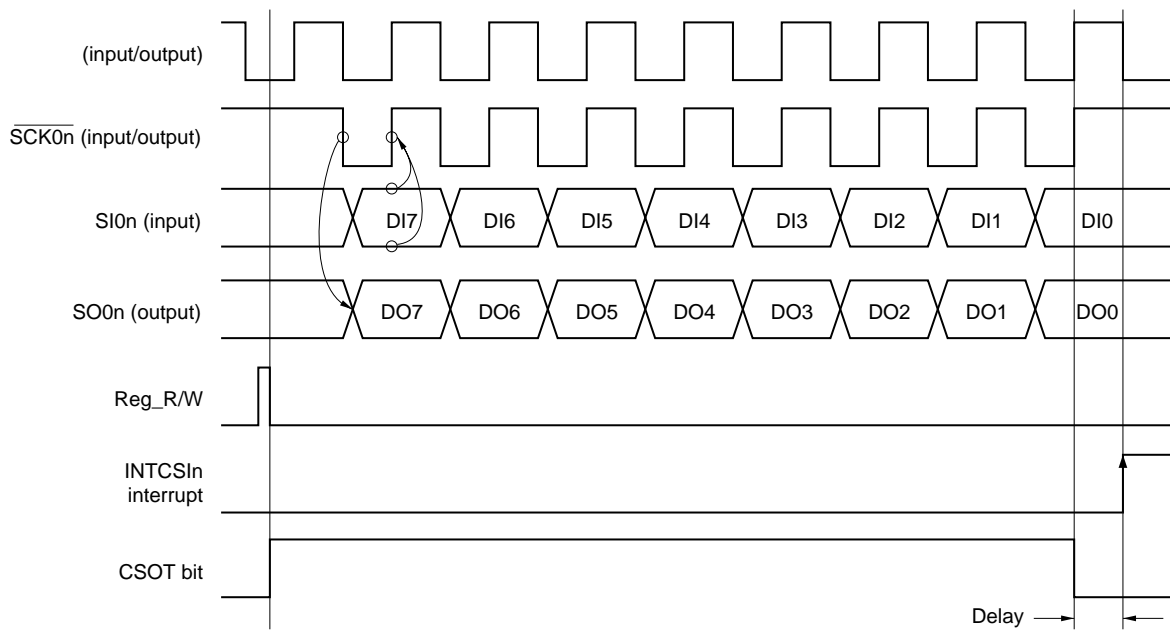 (input/output)
SCK0n (input/output)
SI0n (input)
DI7 DI6 DI5 DI4 DI3 DI2 DI1 DI0
SO0n (output)
DO7 DO6 DO5 DO4 DO3 DO2 DO1 DO0
Reg_R/W
INTCSIn
interrupt
CSOT bit
Delay